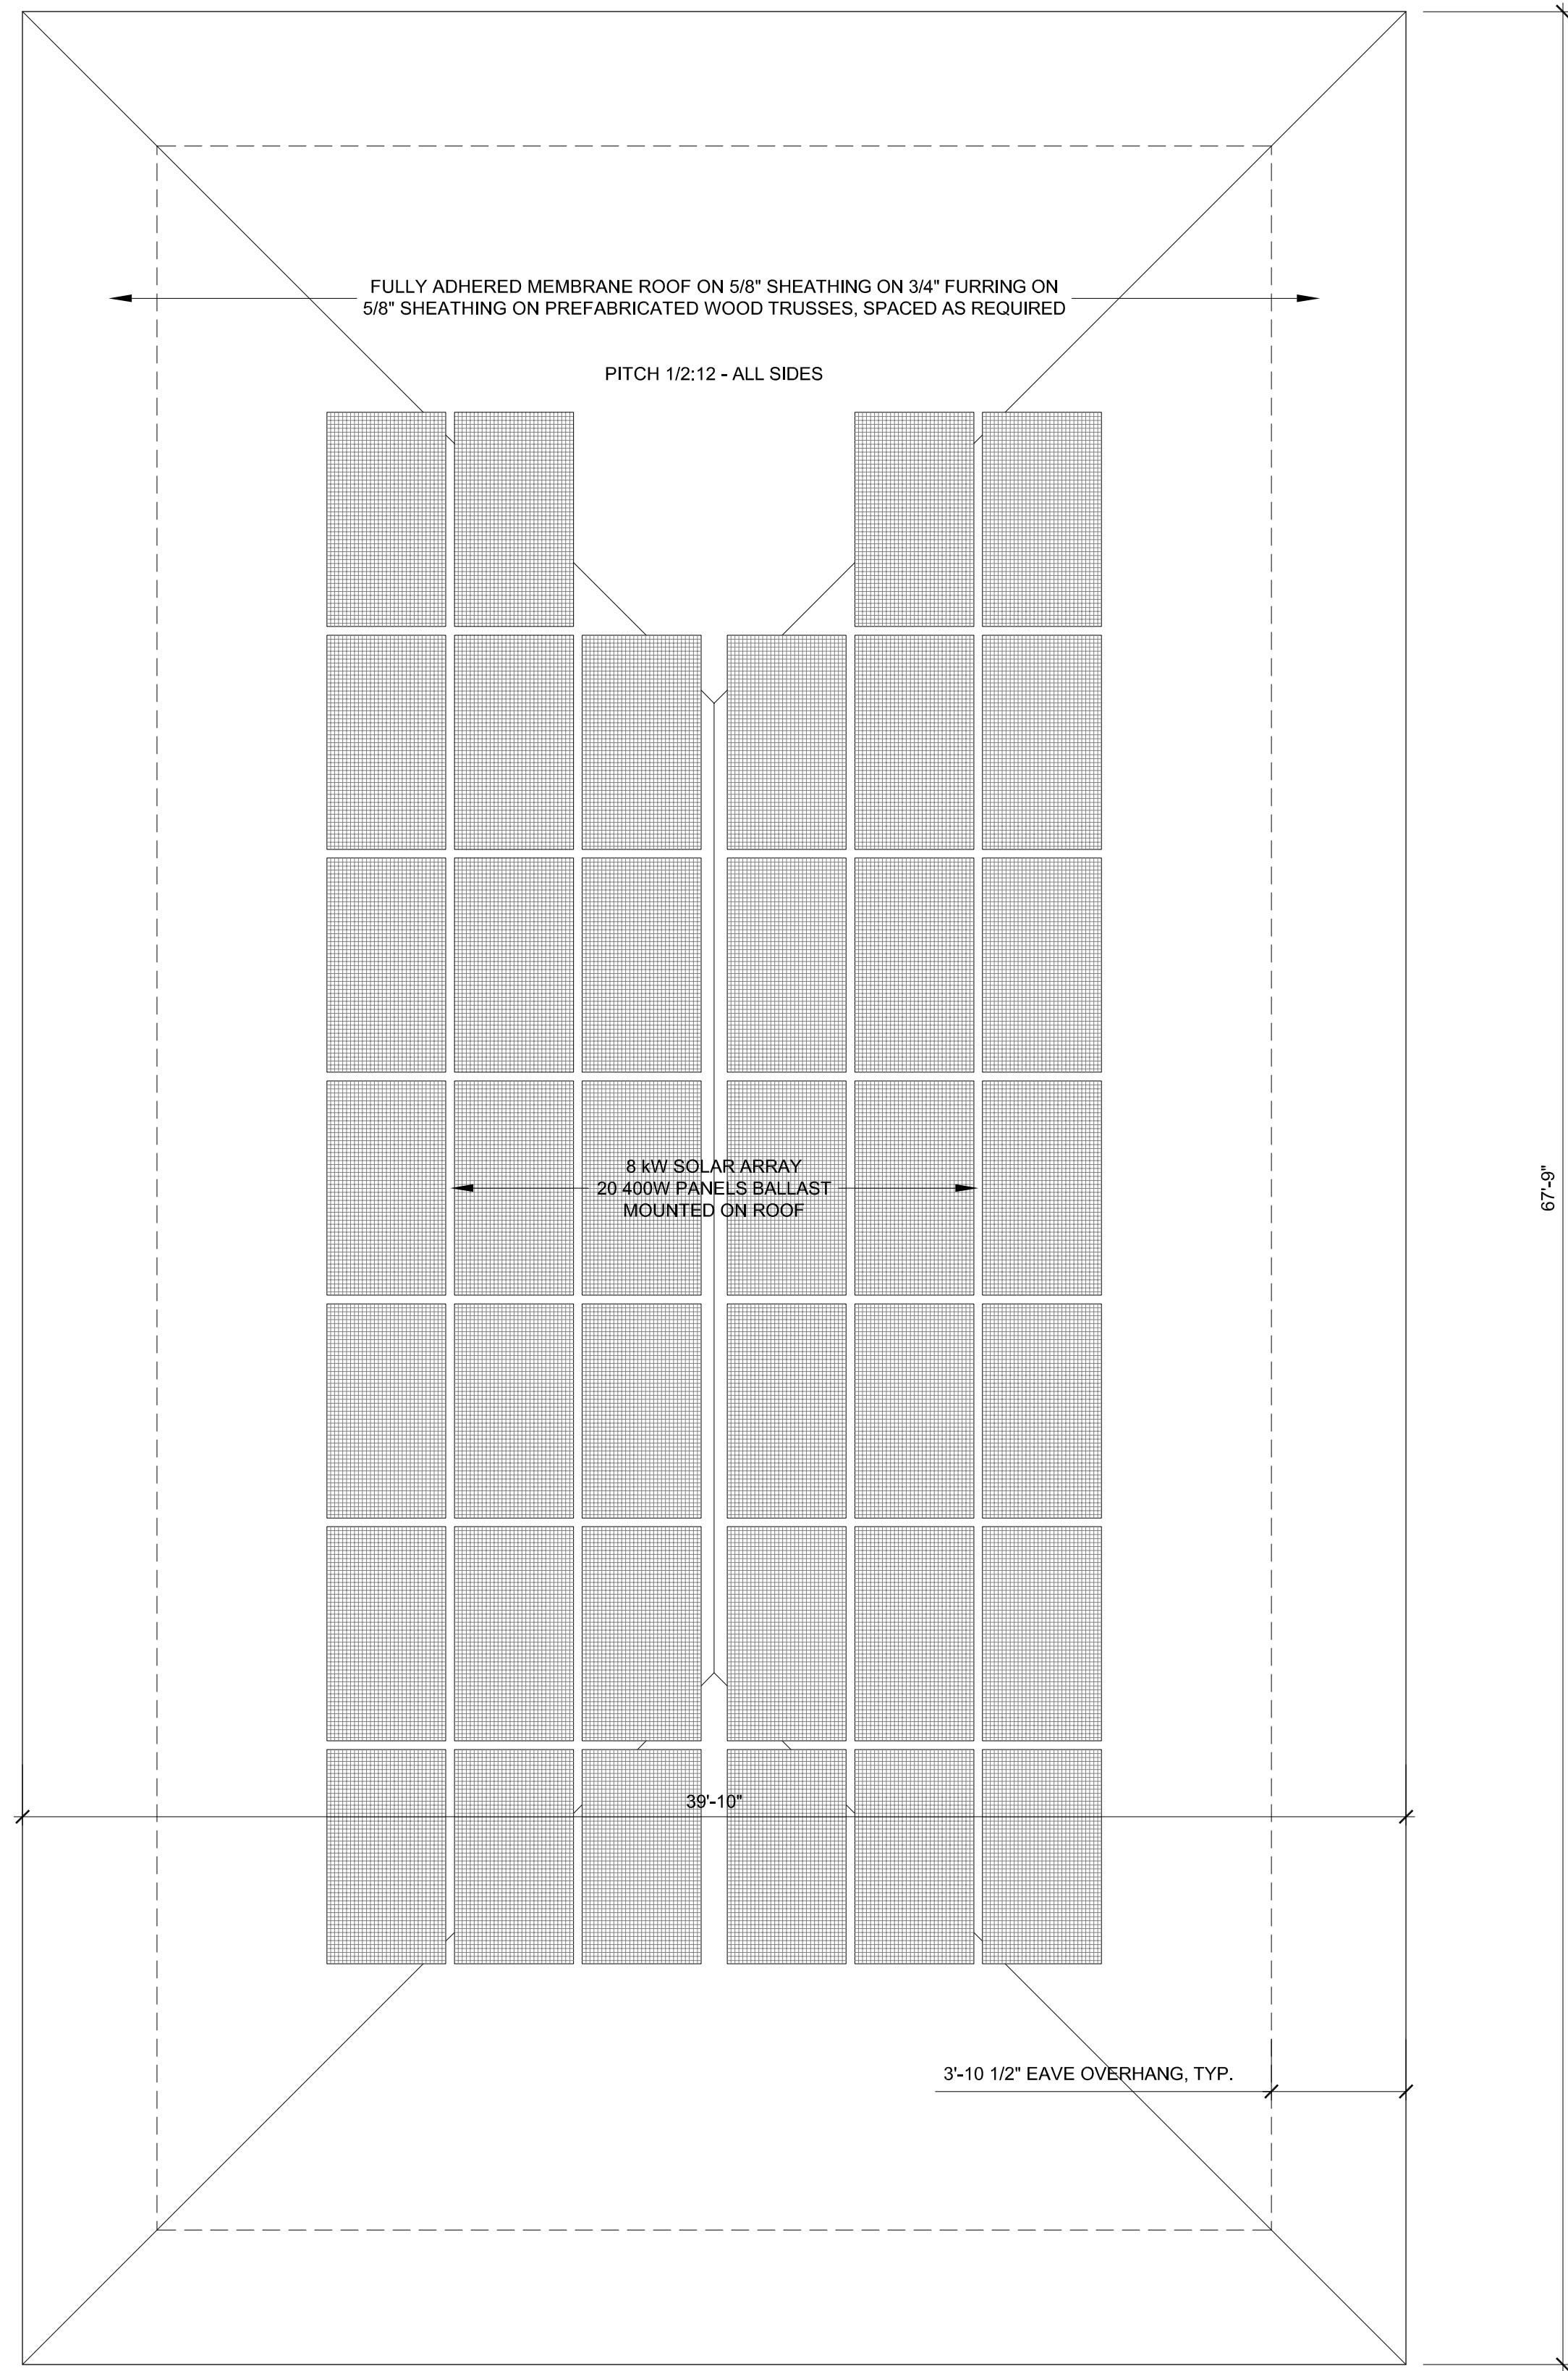 FULLY ADHERED MEMBRANE ROOF ON 5/8" SHEATHING ON 3/4" FURRING ON
5/8" SHEATHING ON PREFABRICATED WOOD TRUSSES, SPACED AS REQUIRED
PITCH 1/2:12 - ALL SIDES
8 kW SOLAR ARRAY
20 400W PANELS BALLAST
MOUNTED ON ROOF
67'-9"
39'-10"
3'-10 1/2" EAVE OVERHANG, TYP.